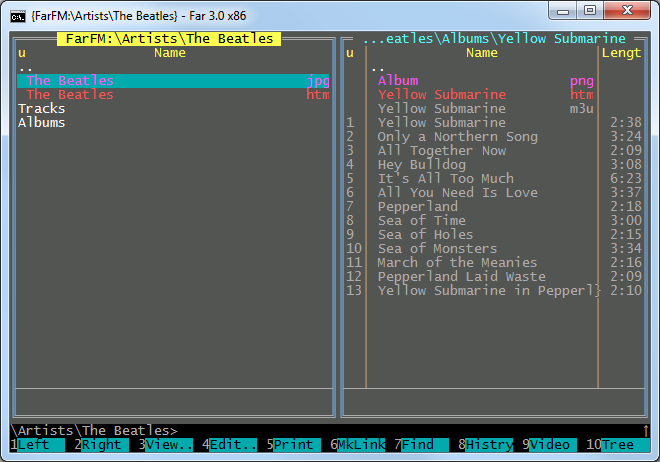 {FarFM:\Artists\The Beatles} - Far 3.0 x86
FarFM:\Artists\The Beatles
u Name
..
The Beatles jpg
The Beatles htm
Tracks
Albums
...eatles\Albums\Yellow Submarine
u Name Lengt
..
Album png
Yellow Submarine htm
Yellow Submarine m3u
1 Yellow Submarine 2:38
2 Only a Northern Song 3:24
3 All Together Now 2:09
4 Hey Bulldog 3:08
5 It's All Too Much 6:23
6 All You Need Is Love 3:37
7 Pepperland 2:18
8 Sea of Time 3:00
9 Sea of Holes 2:15
10 Sea of Monsters 3:34
11 March of the Meanies 2:16
12 Pepperland Laid Waste 2:09
13 Yellow Submarine in Pepperl} 2:10
\Artists\The Beatles> ↑
1Left 2Right 3View.. 4Edit.. 5Print 6MkLink 7Find 8Histry 9Video 10Tree